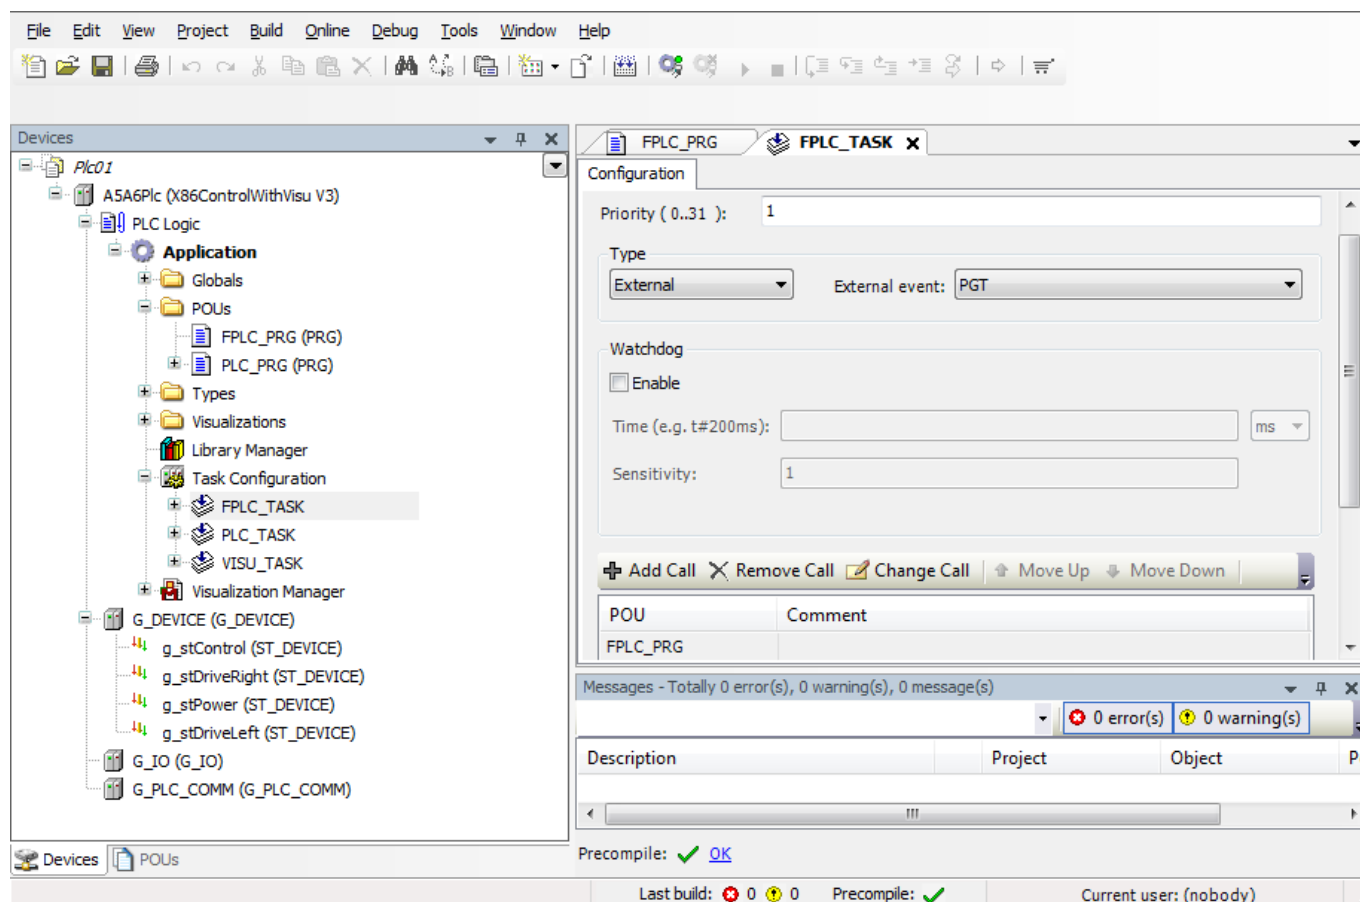 File Edit View Project Build Online Debug Tools Window Help
Devices
Plc01
A5A6Plc (X86ControlWithVisu V3)
PLC Logic
Application
Globals
POUs
FPLC_PRG (PRG)
PLC_PRG (PRG)
Types
Visualizations
Library Manager
Task Configuration
FPLC_TASK
PLC_TASK
VISU_TASK
Visualization Manager
G_DEVICE (G_DEVICE)
g_stControl (ST_DEVICE)
g_stDriveRight (ST_DEVICE)
g_stPower (ST_DEVICE)
g_stDriveLeft (ST_DEVICE)
G_IO (G_IO)
G_PLC_COMM (G_PLC_COMM)
Devices POUs
FPLC_PRG FPLC_TASK
Configuration
Priority ( 0..31 ): 1
Type
External External event: PGT
Watchdog
Enable
Time (e.g. t#200ms): ms
Sensitivity: 1
Add Call Remove Call Change Call Move Up Move Down
POU Comment
FPLC_PRG
Messages - Totally 0 error(s), 0 warning(s), 0 message(s)
0 error(s) 0 warning(s)
Description Project Object P
Precompile: OK
Last build: 0 0 Precompile: Current user: (nobody)